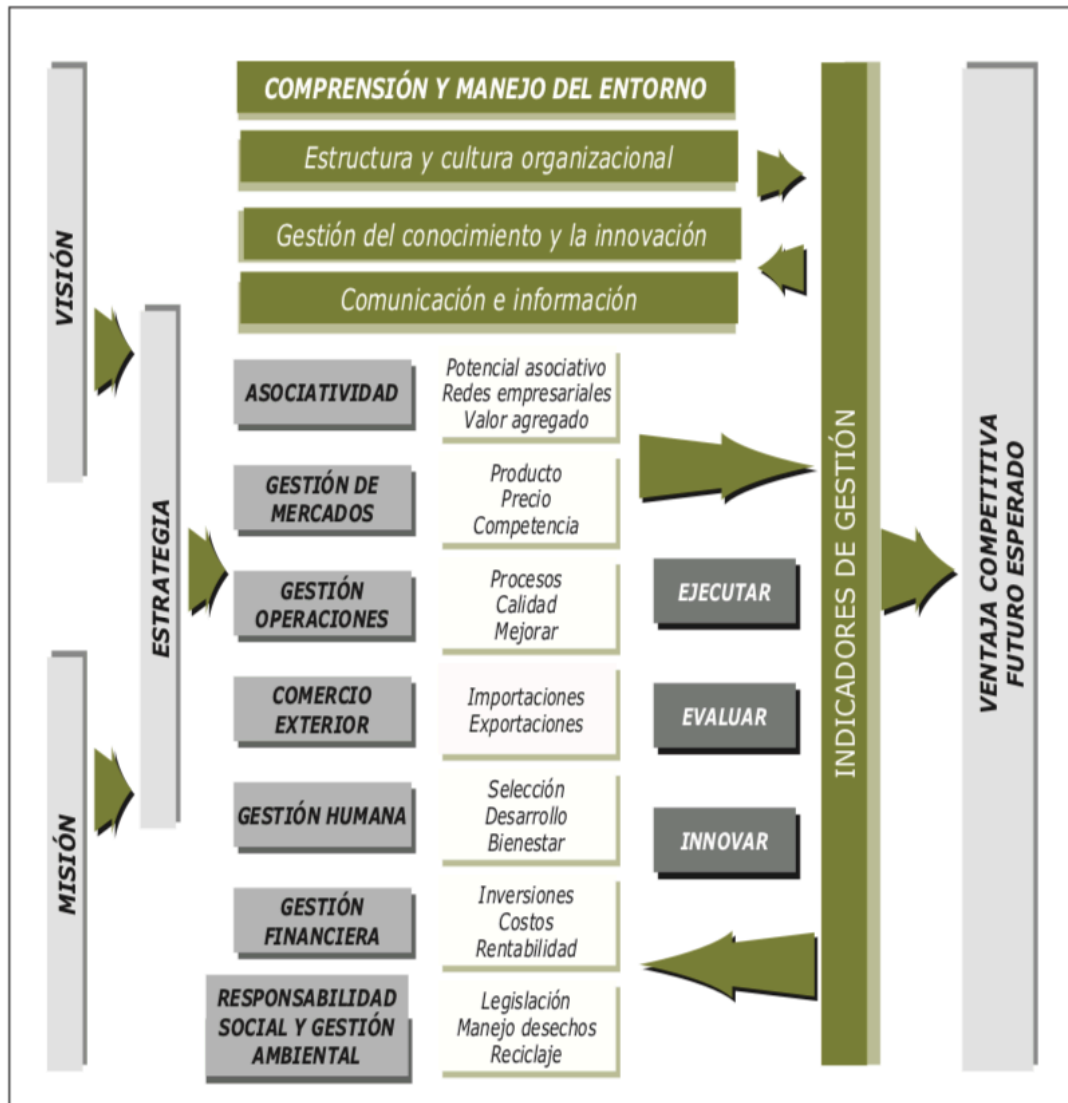 VISIÓN
MISIÓN
ESTRATEGIA
COMPRENSIÓN Y MANEJO DEL ENTORNO
Estructura y cultura organizacional
Gestión del conocimiento y la innovación
Comunicación e información
ASOCIATIVIDAD
Potencial asociativo
Redes empresariales
Valor agregado
GESTIÓN DE
MERCADOS
Producto
Precio
Competencia
GESTIÓN
OPERACIONES
Procesos
Calidad
Mejorar
COMERCIO
EXTERIOR
Importaciones
Exportaciones
GESTIÓN HUMANA
Selección
Desarrollo
Bienestar
GESTIÓN
FINANCIERA
Inversiones
Costos
Rentabilidad
RESPONSABILIDAD
SOCIAL Y GESTIÓN
AMBIENTAL
Legislación
Manejo desechos
Reciclaje
EJECUTAR
EVALUAR
INNOVAR
INDICADORES DE GESTIÓN
VENTAJA COMPETITIVA
FUTURO ESPERADO